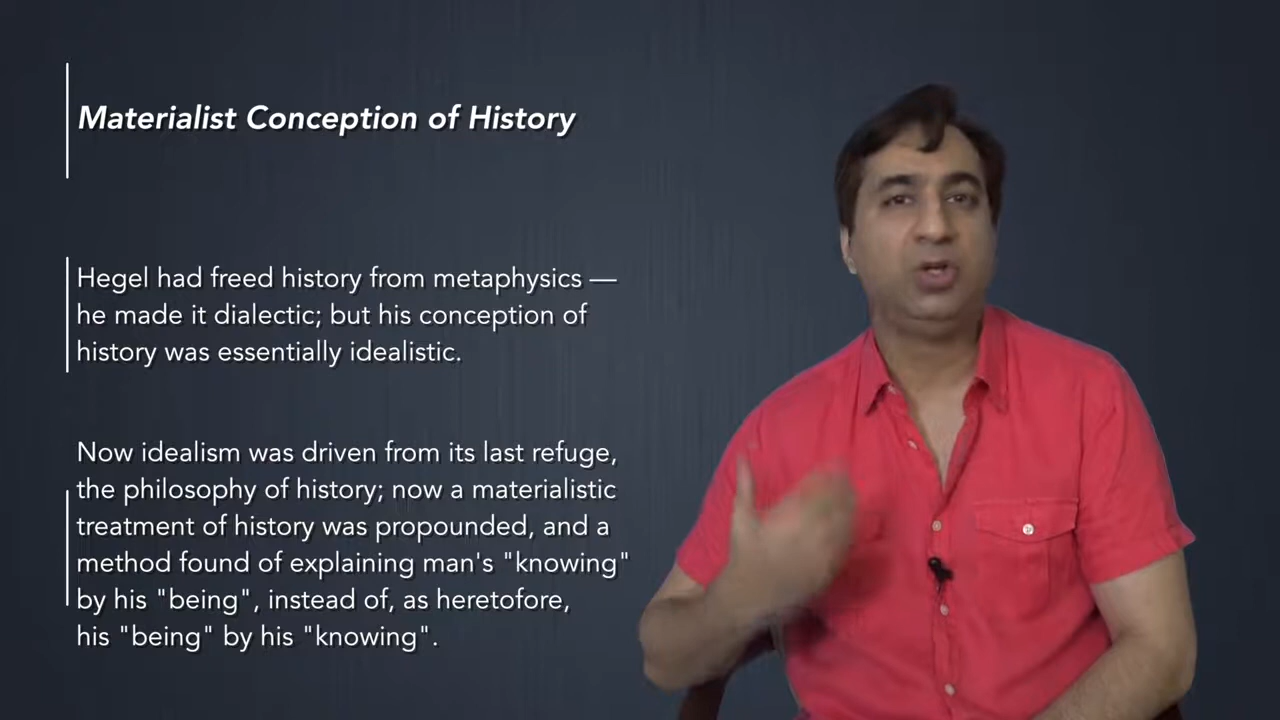 Materialist Conception of History
Hegel had freed history from metaphysics —
he made it dialectic; but his conception of
history was essentially idealistic.
Now idealism was driven from its last refuge,
the philosophy of history; now a materialistic
treatment of history was propounded, and a
method found of explaining man's "knowing"
by his "being", instead of, as heretofore,
his "being" by his "knowing".